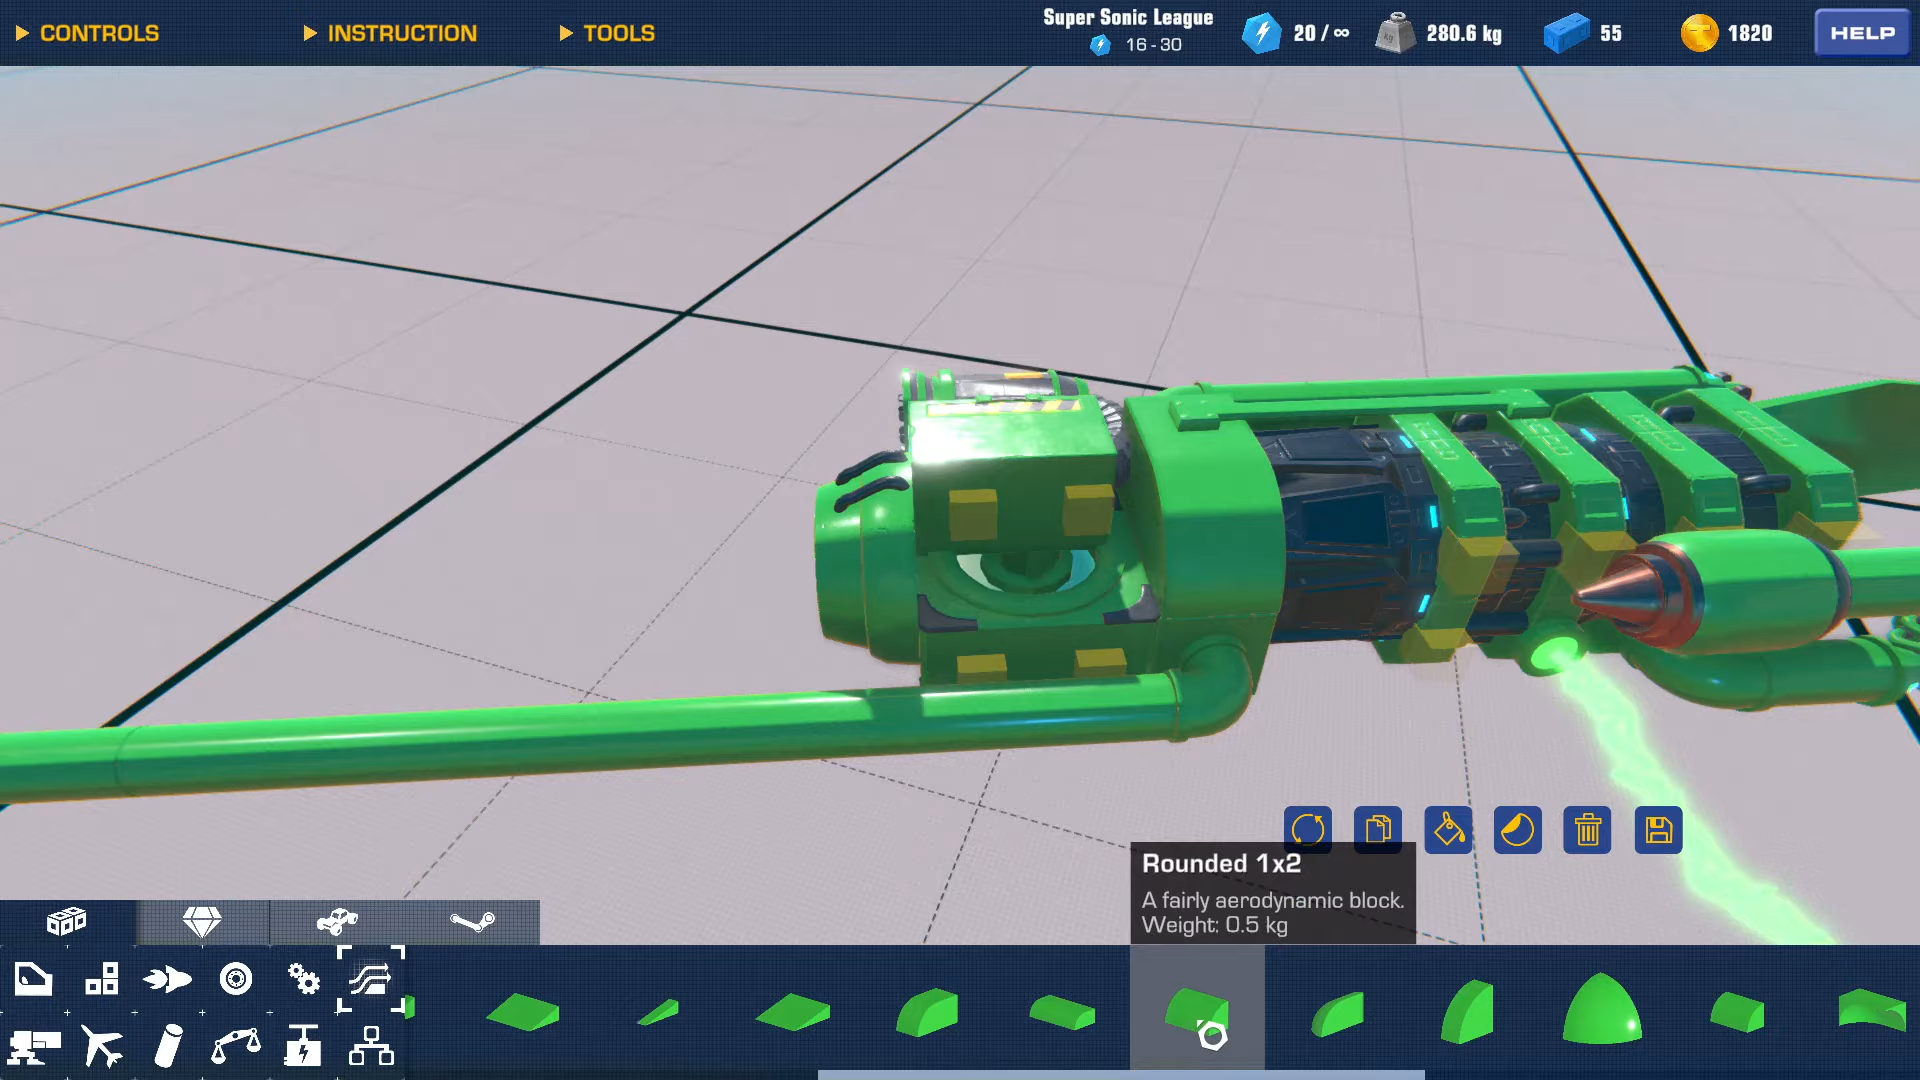 CONTROLS
INSTRUCTION
TOOLS
Super Sonic League
16 - 30
20 / ∞
280.6 kg
55
1820
HELP
Rounded 1x2
A fairly aerodynamic block.
Weight: 0.5 kg